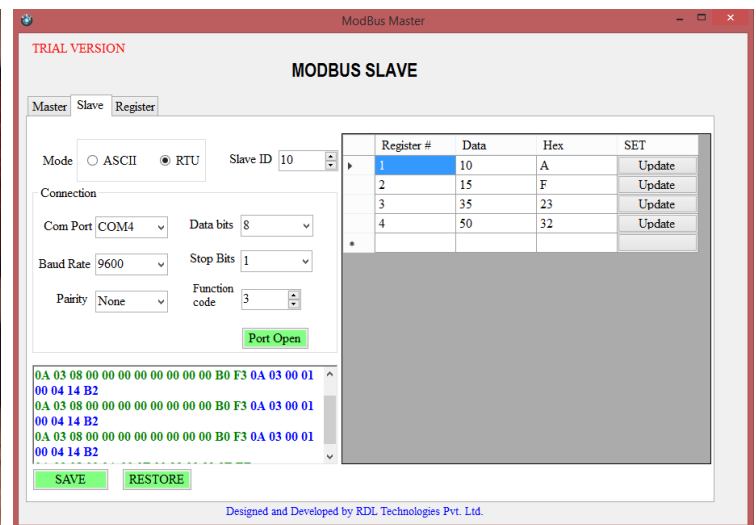 ModBus Master
TRIAL VERSION
MODBUS SLAVE
Master Slave Register
Mode ASCII RTU Slave ID 10
Connection
Com Port COM4 Data bits 8
Baud Rate 9600 Stop Bits 1
Pairity None Function code 3
Port Open
Register # Data Hex SET
1 10 A Update
2 15 F Update
3 35 23 Update
4 50 32 Update
0A 03 08 00 00 00 00 00 00 00 00 B0 F3 0A 03 00 01
00 04 14 B2
0A 03 08 00 00 00 00 00 00 00 00 B0 F3 0A 03 00 01
00 04 14 B2
0A 03 08 00 00 00 00 00 00 00 00 B0 F3 0A 03 00 01
00 04 14 B2
SAVE RESTORE
Designed and Developed by RDL Technologies Pvt. Ltd.